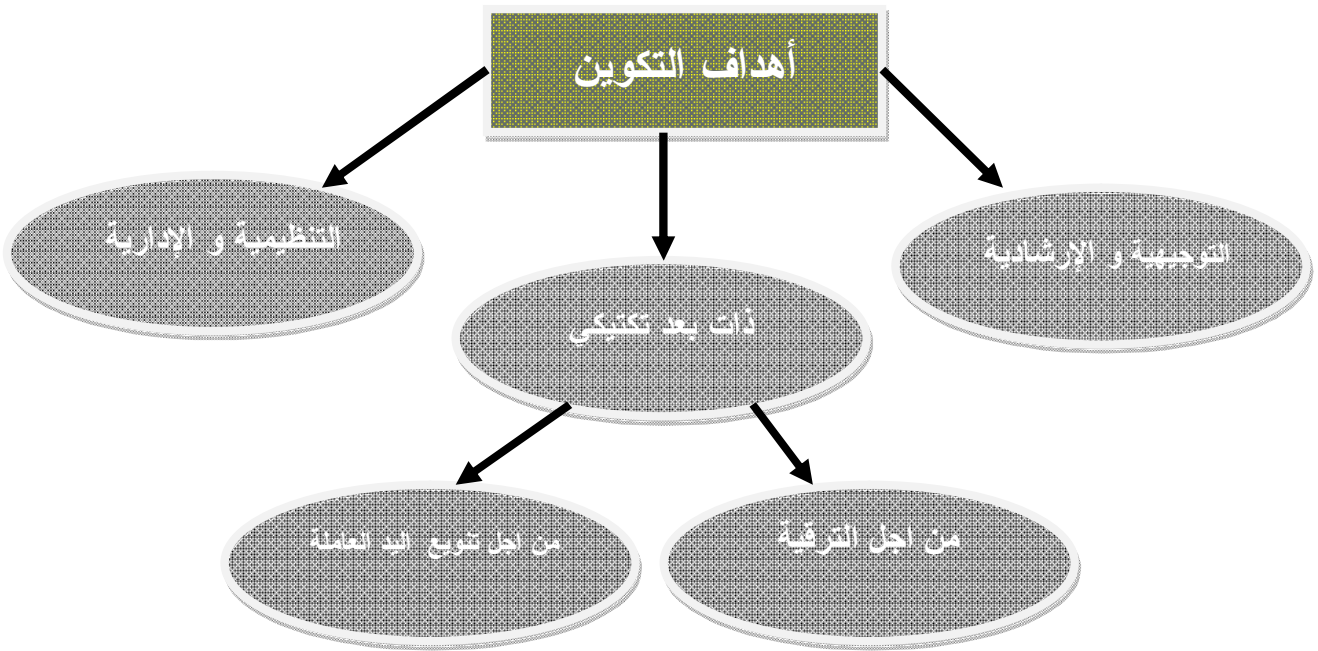 أهداف التكوين
التوجيهية و الإرشادية
التنظيمية و الإدارية
ذات بعد تكتيكي
من اجل الترقية
من اجل تنويع اليد العاملة